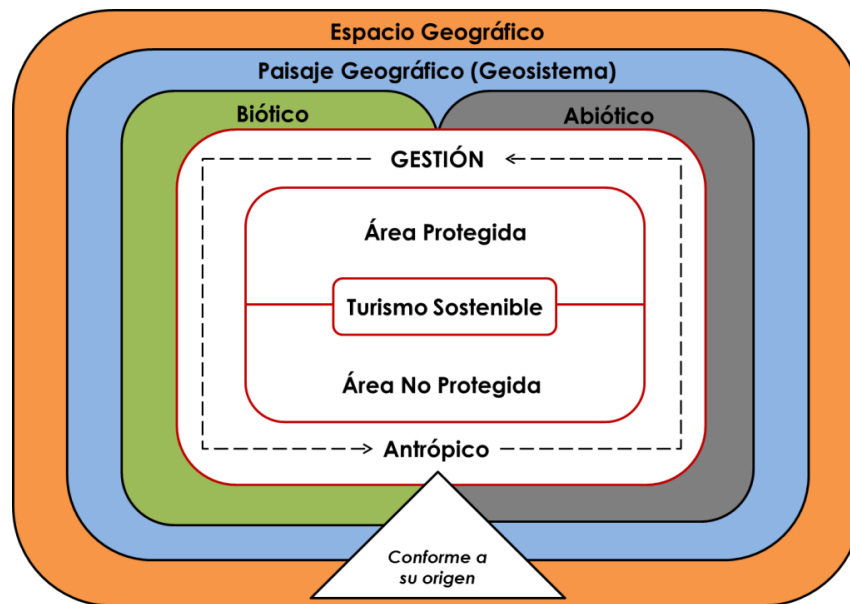 Espacio Geográfico
Paisaje Geográfico (Geosistema)
Biótico
Abiótico
GESTIÓN
Área Protegida
Turismo Sostenible
Área No Protegida
Antrópico
Conforme a
su origen